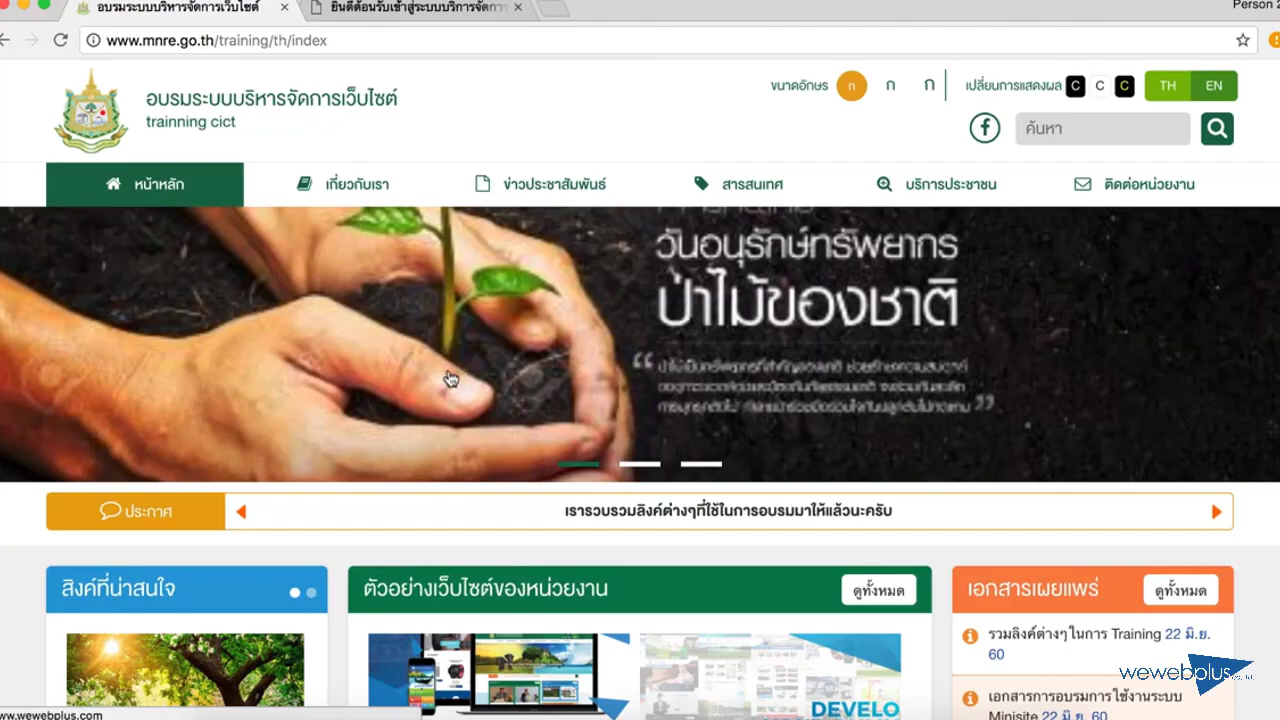 อบรมระบบบริหารจัดการเว็บไซต์
ยินดีต้อนรับเข้าสู่ระบบบริการจัดการ
Person 2
www.mnre.go.th/training/th/index
อบรมระบบบริหารจัดการเว็บไซต์
trainning cict
ขนาดอักษร ก ก ก
เปลี่ยนการแสดงผล C C C
TH EN
ค้นหา
หน้าหลัก เกี่ยวกับเรา ข่าวประชาสัมพันธ์ สารสนเทศ บริการประชาชน ติดต่อหน่วยงาน
วันอนุรักษ์ทรัพยากร
ป่าไม้ของชาติ
ประกาศ
เรารวบรวมลิงค์ต่างๆที่ใช้ในการอบรมมาให้แล้วนะครับ
สิงค์ที่น่าสนใจ
ตัวอย่างเว็บไซต์ของหน่วยงาน
ดูทั้งหมด
เอกสารเผยแพร่
ดูทั้งหมด
รวมลิงค์ต่างๆ ในการ Training 22 มิ.ย.
60
เอกสารการอบรมการใช้งานระบบ
Minisite 22 มิ.ย. 60
DEVELO
wewebplus
www.wewebplus.com